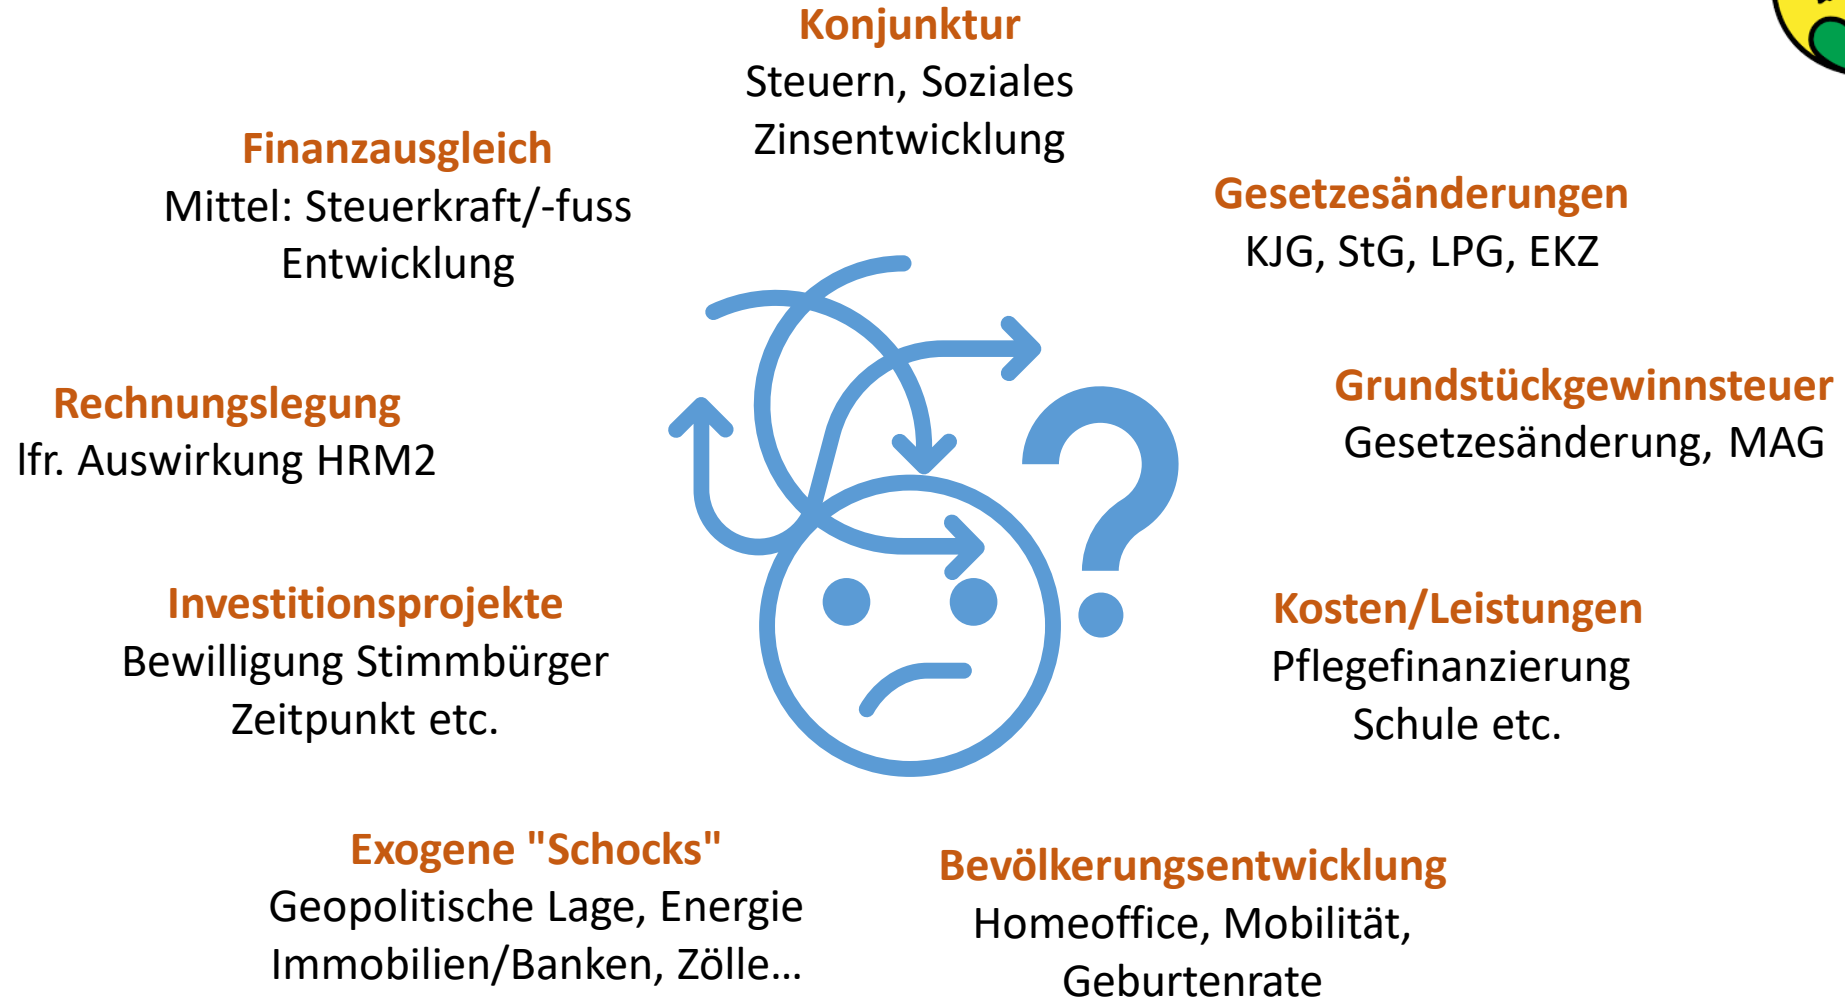 Konjunktur
Steuern, Soziales
Zinsentwicklung
Finanzausgleich
Mittel: Steuerkraft/-fuss
Entwicklung
Gesetzesänderungen
KJG, StG, LPG, EKZ
Rechnungslegung
lfr. Auswirkung HRM2
Grundstückgewinnsteuer
Gesetzesänderung, MAG
Investitionsprojekte
Bewilligung Stimmbürger
Zeitpunkt etc.
Kosten/Leistungen
Pflegefinanzierung
Schule etc.
Exogene "Schocks"
Geopolitische Lage, Energie
Immobilien/Banken, Zölle...
Bevölkerungsentwicklung
Homeoffice, Mobilität,
Geburtenrate
?